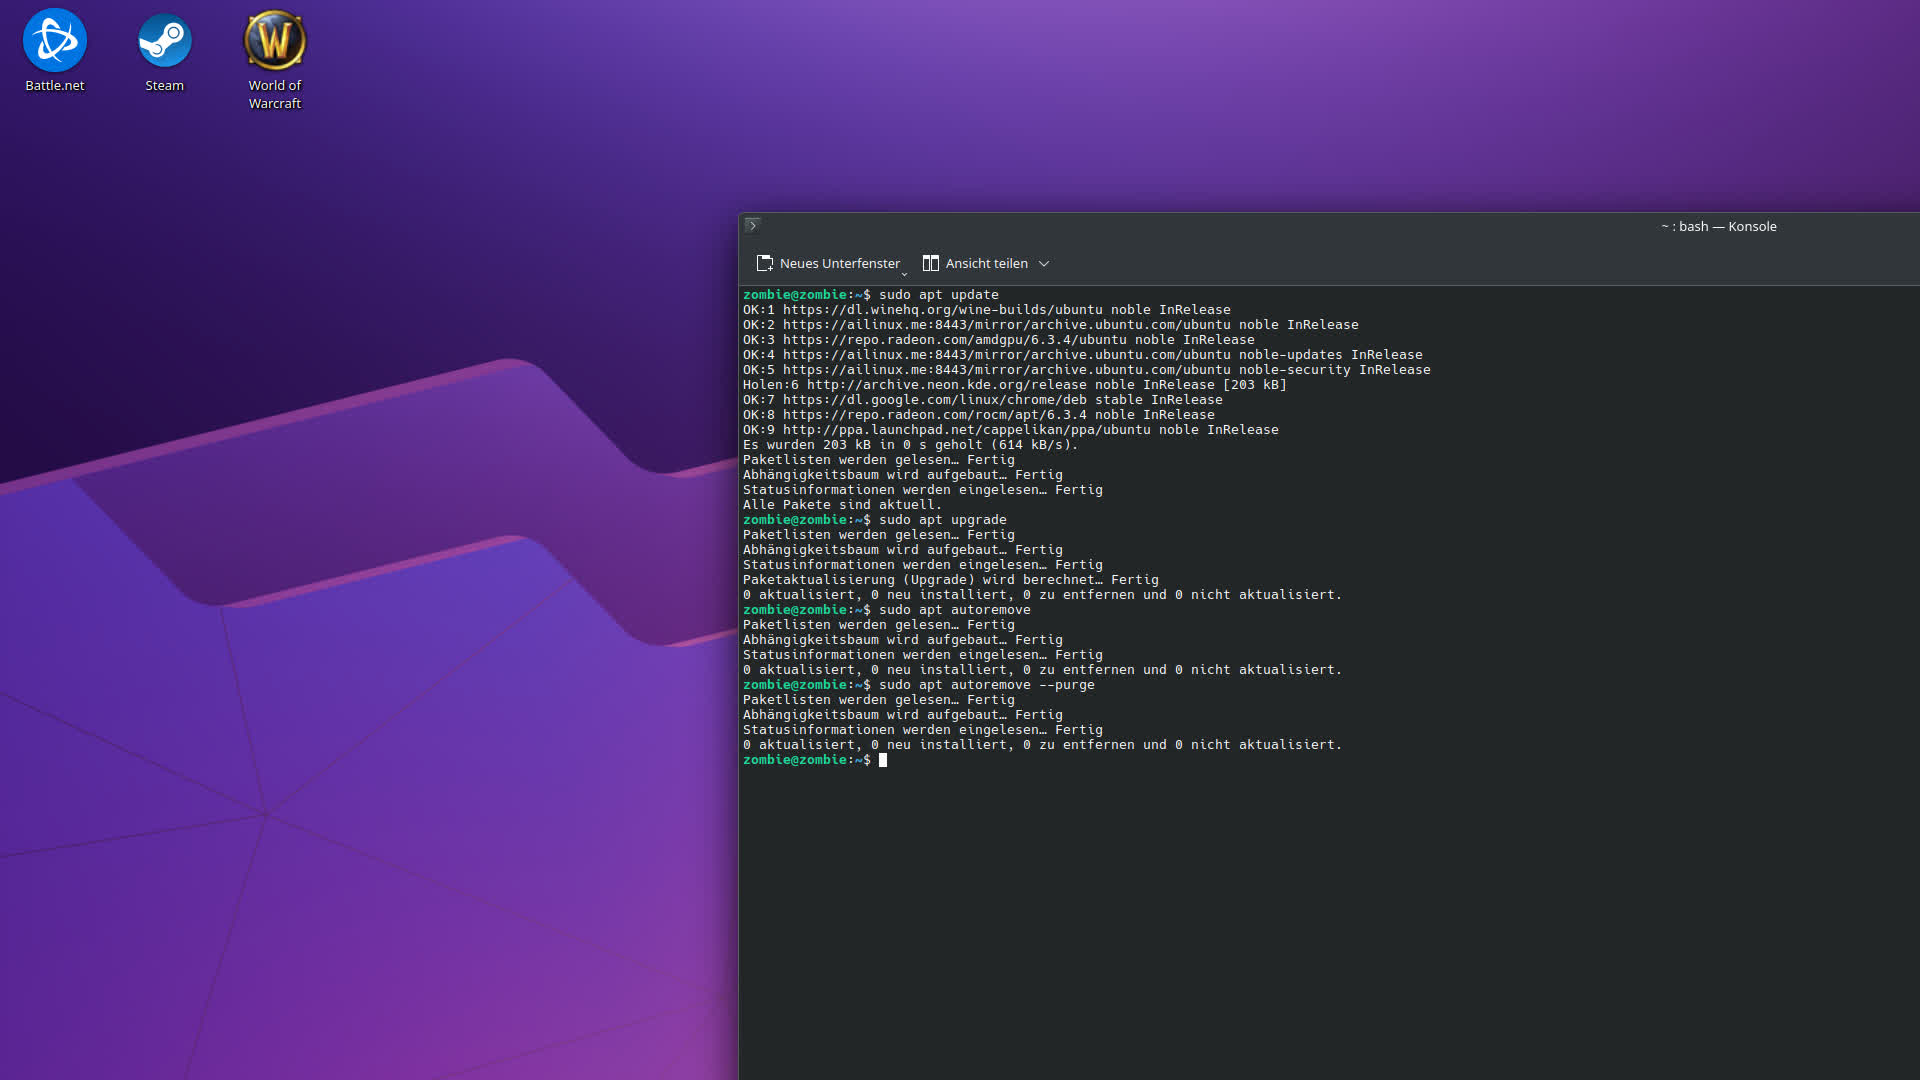 Battle.net
Steam
World of
Warcraft
~ : bash — Konsole
Neues Unterfenster
Ansicht teilen
zombie@zombie:~$ sudo apt update
OK:1 https://dl.winehq.org/wine-builds/ubuntu noble InRelease
OK:2 https://ailinux.me:8443/mirror/archive.ubuntu.com/ubuntu noble InRelease
OK:3 https://repo.radeon.com/amdgpu/6.3.4/ubuntu noble InRelease
OK:4 https://ailinux.me:8443/mirror/archive.ubuntu.com/ubuntu noble-updates InRelease
OK:5 https://ailinux.me:8443/mirror/archive.ubuntu.com/ubuntu noble-security InRelease
Holen:6 http://archive.neon.kde.org/release noble InRelease [203 kB]
OK:7 https://dl.google.com/linux/chrome/deb stable InRelease
OK:8 https://repo.radeon.com/rocm/apt/6.3.4 noble InRelease
OK:9 http://ppa.launchpad.net/cappelikan/ppa/ubuntu noble InRelease
Es wurden 203 kB in 0 s geholt (614 kB/s).
Paketlisten werden gelesen… Fertig
Abhängigkeitsbaum wird aufgebaut… Fertig
Statusinformationen werden eingelesen… Fertig
Alle Pakete sind aktuell.
zombie@zombie:~$ sudo apt upgrade
Paketlisten werden gelesen… Fertig
Abhängigkeitsbaum wird aufgebaut… Fertig
Statusinformationen werden eingelesen… Fertig
Paketaktualisierung (Upgrade) wird berechnet… Fertig
0 aktualisiert, 0 neu installiert, 0 zu entfernen und 0 nicht aktualisiert.
zombie@zombie:~$ sudo apt autoremove
Paketlisten werden gelesen… Fertig
Abhängigkeitsbaum wird aufgebaut… Fertig
Statusinformationen werden eingelesen… Fertig
0 aktualisiert, 0 neu installiert, 0 zu entfernen und 0 nicht aktualisiert.
zombie@zombie:~$ sudo apt autoremove --purge
Paketlisten werden gelesen… Fertig
Abhängigkeitsbaum wird aufgebaut… Fertig
Statusinformationen werden eingelesen… Fertig
0 aktualisiert, 0 neu installiert, 0 zu entfernen und 0 nicht aktualisiert.
zombie@zombie:~$